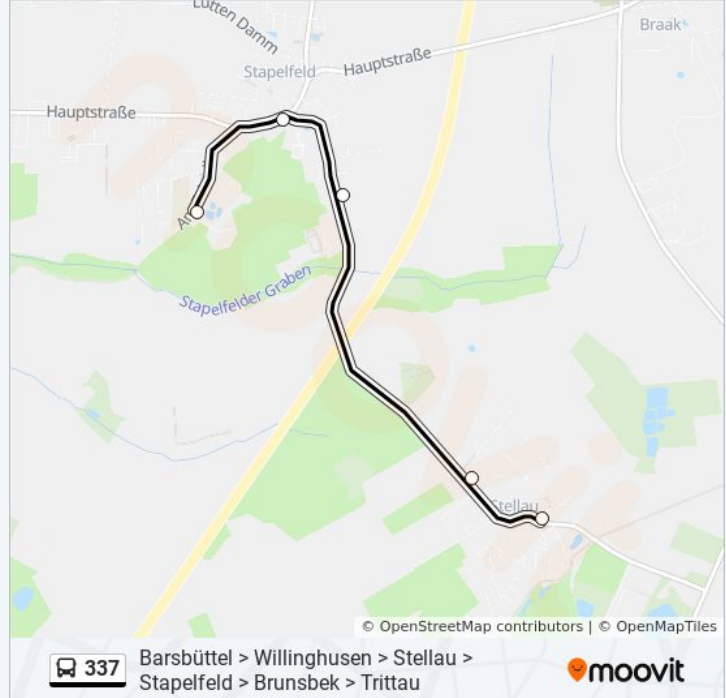 Lütten Damm
Braak
Hauptstraße
Stapelfeld
Hauptstraße
Stapelfelder Graben
Stellau
© OpenStreetMap contributors | © OpenMapTiles
337
Barsbüttel > Willinghusen > Stellau >
Stapelfeld > Brunsbek > Trittau
moovit